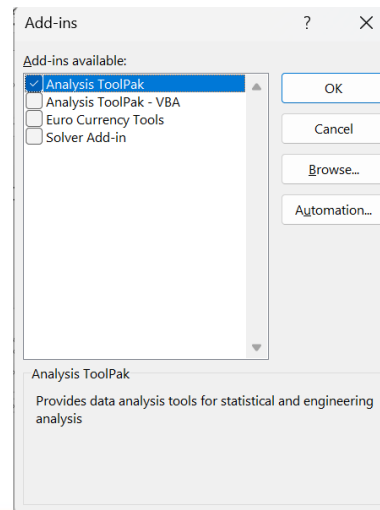 Add-ins
?
Add-ins available:
Analysis ToolPak
Analysis ToolPak - VBA
Euro Currency Tools
Solver Add-in
OK
Cancel
Browse...
Automation...
Analysis ToolPak
Provides data analysis tools for statistical and engineering
analysis